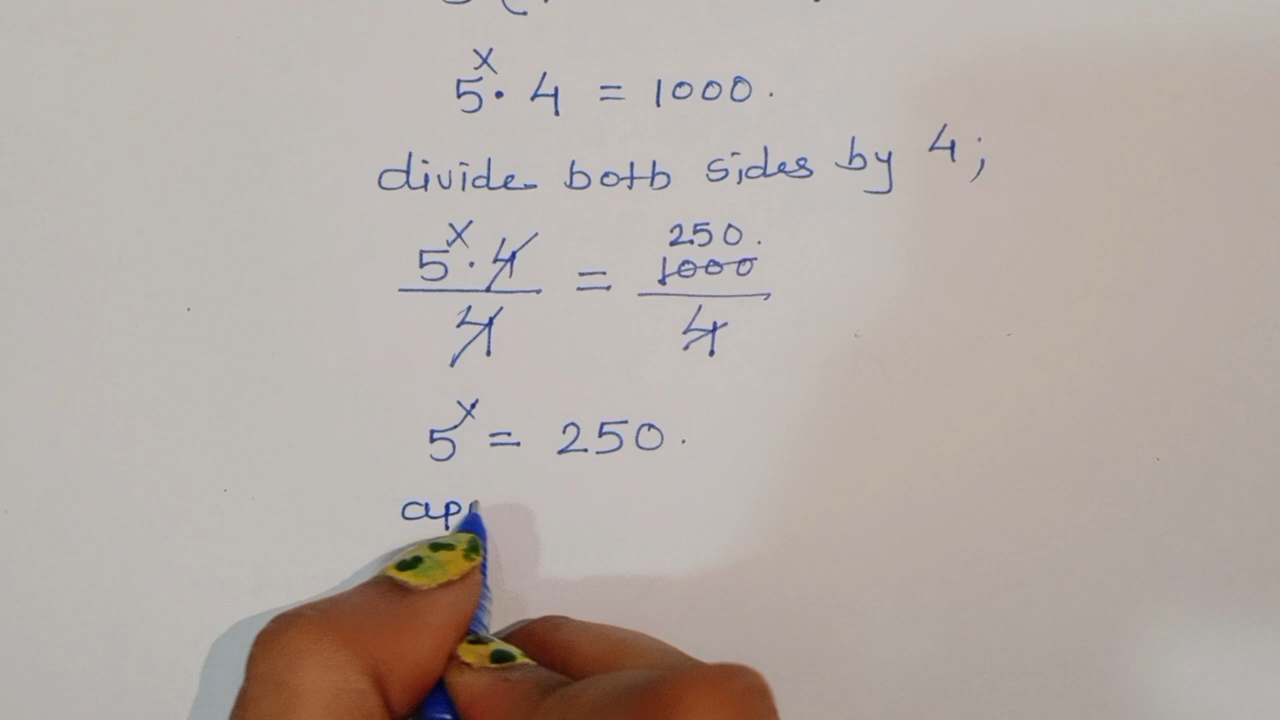 5^x · 4 = 1000.
divide both sides by 4;
5^x · 4 / 4 = 250. 1000 / 4
5^x = 250.
ap